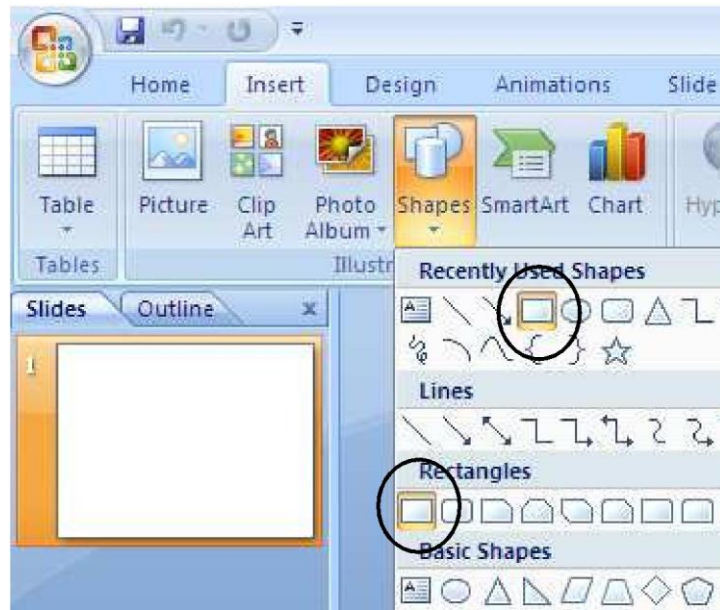 Home Insert Design Animations Slide
Table Picture Clip Art Photo Album Shapes SmartArt Chart Hyp
Tables Illustr
Recently Used Shapes
Slides Outline x
1
Lines
Rectangles
Basic Shapes